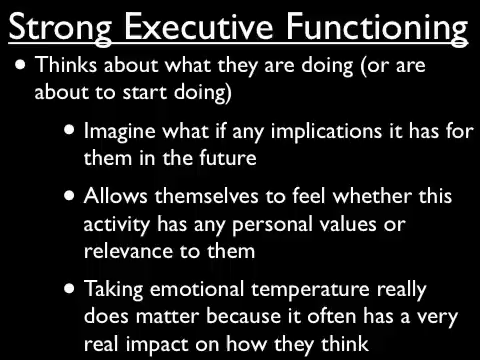 Strong Executive Functioning
• Thinks about what they are doing (or are
about to start doing)
• Imagine what if any implications it has for
them in the future
• Allows themselves to feel whether this
activity has any personal values or
relevance to them
• Taking emotional temperature really
does matter because it often has a very
real impact on how they think